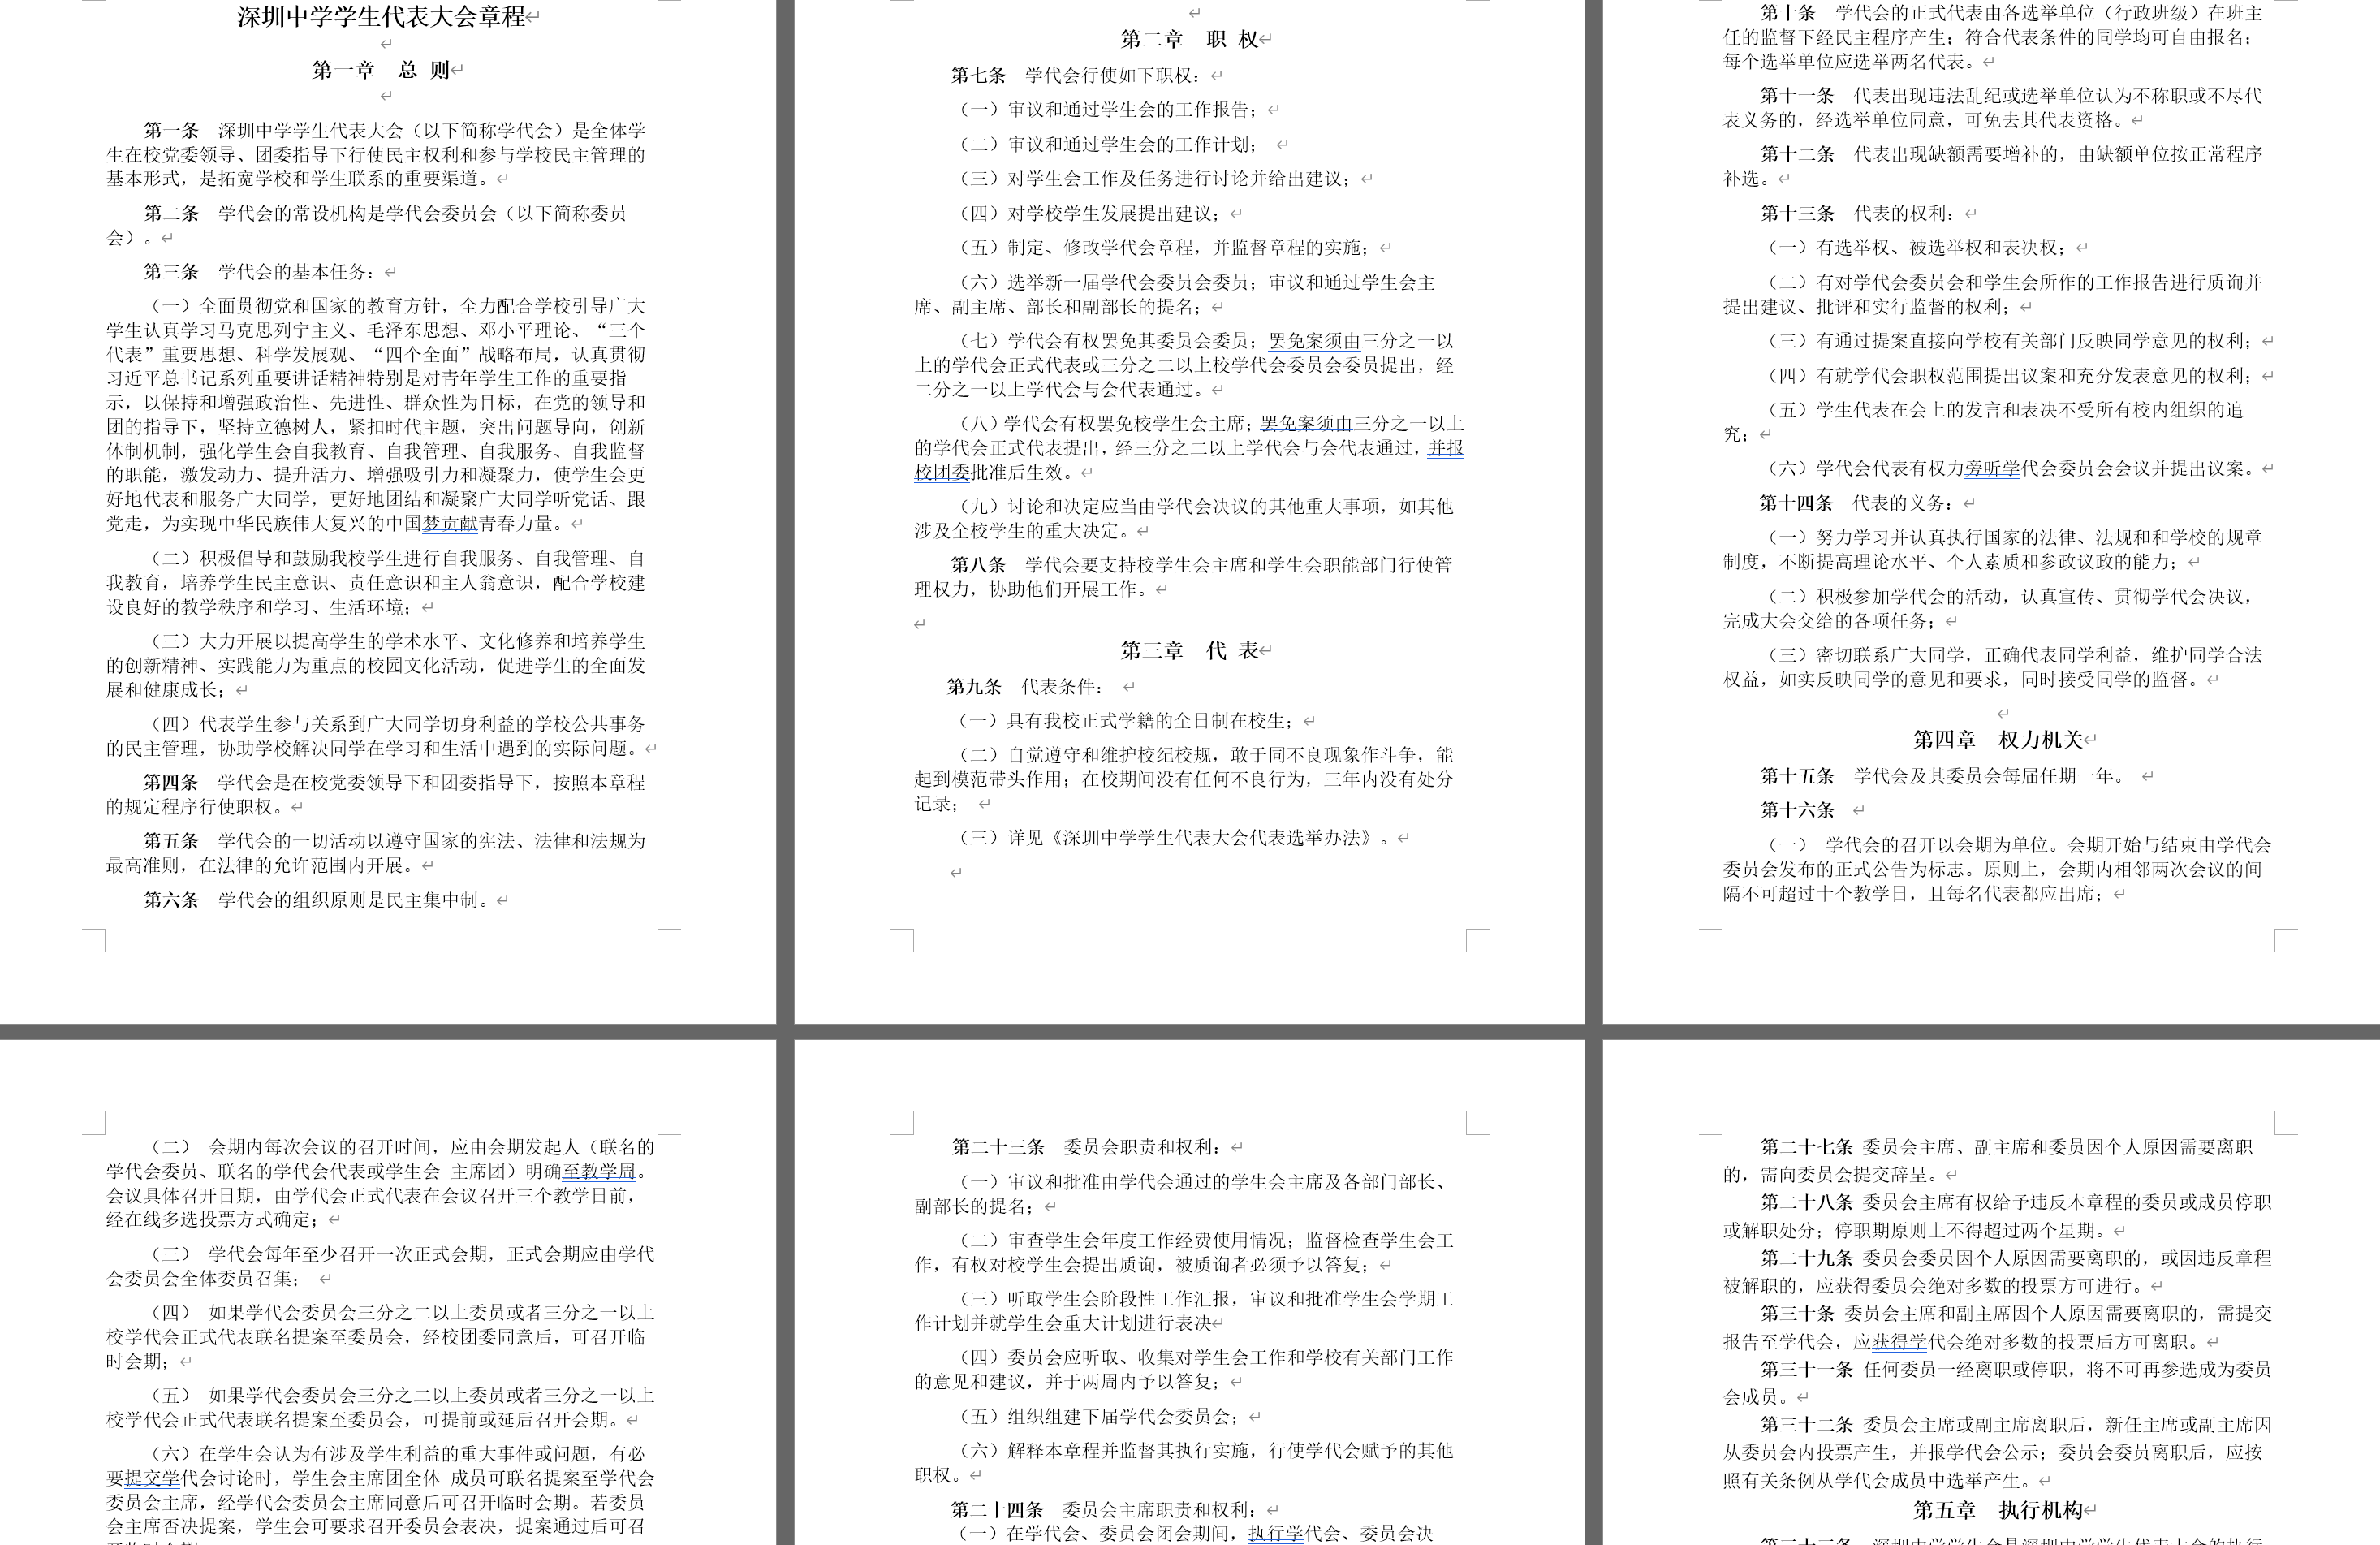 深圳中学学生代表大会章程
第一章 总 则
第一条 深圳中学学生代表大会（以下简称学代会）是全体学
生在校党委领导、团委指导下行使民主权利和参与学校民主管理的
基本形式，是拓宽学校和学生联系的重要渠道。
第二条 学代会的常设机构是学代会委员会（以下简称委员
会）。
第三条 学代会的基本任务：
（一）全面贯彻党和国家的教育方针，全力配合学校引导广大
学生认真学习马克思列宁主义、毛泽东思想、邓小平理论、“三个
代表”重要思想、科学发展观、“四个全面”战略布局，认真贯彻
习近平总书记系列重要讲话精神特别是对青年学生工作的重要指
示，以保持和增强政治性、先进性、群众性为目标，在党的领导和
团的指导下，坚持立德树人，紧扣时代主题，突出问题导向，创新
体制机制，强化学生会自我教育、自我管理、自我服务、自我监督
的职能，激发动力、提升活力、增强吸引力和凝聚力，使学生会更
好地代表和服务广大同学，更好地团结和凝聚广大同学听党话、跟
党走，为实现中华民族伟大复兴的中国梦贡献青春力量。
（二）积极倡导和鼓励我校学生进行自我服务、自我管理、自
我教育，培养学生民主意识、责任意识和主人翁意识，配合学校建
设良好的教学秩序和学习、生活环境；
（三）大力开展以提高学生的学术水平、文化修养和培养学生
的创新精神、实践能力为重点的校园文化活动，促进学生的全面发
展和健康成长；
（四）代表学生参与关系到广大同学切身利益的学校公共事务
的民主管理，协助学校解决同学在学习和生活中遇到的实际问题。
第四条 学代会是在校党委领导下和团委指导下，按照本章程
的规定程序行使职权。
第五条 学代会的一切活动以遵守国家的宪法、法律和法规为
最高准则，在法律的允许范围内开展。
第六条 学代会的组织原则是民主集中制。
第二章 职 权
第七条 学代会行使如下职权：
（一）审议和通过学生会的工作报告；
（二）审议和通过学生会的工作计划；
（三）对学生会工作及任务进行讨论并给出建议；
（四）对学校学生发展提出建议；
（五）制定、修改学代会章程，并监督章程的实施；
（六）选举新一届学代会委员会委员；审议和通过学生会主
席、副主席、部长和副部长的提名；
（七）学代会有权罢免其委员会委员；罢免案须由三分之一以
上的学代会正式代表或三分之二以上校学代会委员会委员提出，经
二分之一以上学代会与会代表通过。
（八）学代会有权罢免校学生会主席；罢免案须由三分之一以上
的学代会正式代表提出，经三分之二以上学代会与会代表通过，并报
校团委批准后生效。
（九）讨论和决定应当由学代会决议的其他重大事项，如其他
涉及全校学生的重大决定。
第八条 学代会要支持校学生会主席和学生会职能部门行使管
理权力，协助他们开展工作。
第三章 代 表
第九条 代表条件：
（一）具有我校正式学籍的全日制在校生；
（二）自觉遵守和维护校纪校规，敢于同不良现象作斗争，能
起到模范带头作用；在校期间没有任何不良行为，三年内没有处分
记录；
（三）详见《深圳中学学生代表大会代表选举办法》。
第十条 学代会的正式代表由各选举单位（行政班级）在班主
任的监督下经民主程序产生；符合代表条件的同学均可自由报名；
每个选举单位应选举两名代表。
第十一条 代表出现违法乱纪或选举单位认为不称职或不尽代
表义务的，经选举单位同意，可免去其代表资格。
第十二条 代表出现缺额需要增补的，由缺额单位按正常程序
补选。
第十三条 代表的权利：
（一）有选举权、被选举权和表决权；
（二）有对学代会委员会和学生会所作的工作报告进行质询并
提出建议、批评和实行监督的权利；
（三）有通过提案直接向学校有关部门反映同学意见的权利；
（四）有就学代会职权范围提出议案和充分发表意见的权利；
（五）学生代表在会上的发言和表决不受所有校内组织的追
究；
（六）学代会代表有权力旁听学代会委员会会议并提出议案。
第十四条 代表的义务：
（一）努力学习并认真执行国家的法律、法规和和学校的规章
制度，不断提高理论水平、个人素质和参政议政的能力；
（二）积极参加学代会的活动，认真宣传、贯彻学代会决议，
完成大会交给的各项任务；
（三）密切联系广大同学，正确代表同学利益，维护同学合法
权益，如实反映同学的意见和要求，同时接受同学的监督。
第四章 权力机关
第十五条 学代会及其委员会每届任期一年。
第十六条
（一） 学代会的召开以会期为单位。会期开始与结束由学代会
委员会发布的正式公告为标志。原则上，会期内相邻两次会议的间
隔不可超过十个教学日，且每名代表都应出席；
（二） 会期内每次会议的召开时间，应由会期发起人（联名的
学代会委员、联名的学代会代表或学生会 主席团）明确至教学周。
会议具体召开日期，由学代会正式代表在会议召开三个教学日前，
经在线多选投票方式确定；
（三） 学代会每年至少召开一次正式会期，正式会期应由学代
会委员会全体委员召集；
（四） 如果学代会委员会三分之二以上委员或者三分之一以上
校学代会正式代表联名提案至委员会，经校团委同意后，可召开临
时会期；
（五） 如果学代会委员会三分之二以上委员或者三分之一以上
校学代会正式代表联名提案至委员会，可提前或延后召开会期。
（六）在学生会认为有涉及学生利益的重大事件或问题，有必
要提交学代会讨论时，学生会主席团全体 成员可联名提案至学代会
委员会主席，经学代会委员会主席同意后可召开临时会期。若委员
会主席否决提案，学生会可要求召开委员会表决，提案通过后可召
第二十三条 委员会职责和权利：
（一）审议和批准由学代会通过的学生会主席及各部门部长、
副部长的提名；
（二）审查学生会年度工作经费使用情况；监督检查学生会工
作，有权对校学生会提出质询，被质询者必须予以答复；
（三）听取学生会阶段性工作汇报，审议和批准学生会学期工
作计划并就学生会重大计划进行表决
（四）委员会应听取、收集对学生会工作和学校有关部门工作
的意见和建议，并于两周内予以答复；
（五）组织组建下届学代会委员会；
（六）解释本章程并监督其执行实施，行使学代会赋予的其他
职权。
第二十四条 委员会主席职责和权利：
（一）在学代会、委员会闭会期间，执行学代会、委员会决
第二十七条 委员会主席、副主席和委员因个人原因需要离职
的，需向委员会提交辞呈。
第二十八条 委员会主席有权给予违反本章程的委员或成员停职
或解职处分；停职期原则上不得超过两个星期。
第二十九条 委员会委员因个人原因需要离职的，或因违反章程
被解职的，应获得委员会绝对多数的投票方可进行。
第三十条 委员会主席和副主席因个人原因需要离职的，需提交
报告至学代会，应获得学代会绝对多数的投票后方可离职。
第三十一条 任何委员一经离职或停职，将不可再参选成为委员
会成员。
第三十二条 委员会主席或副主席离职后，新任主席或副主席因
从委员会内投票产生，并报学代会公示；委员会委员离职后，应按
照有关条例从学代会成员中选举产生。
第五章 执行机构